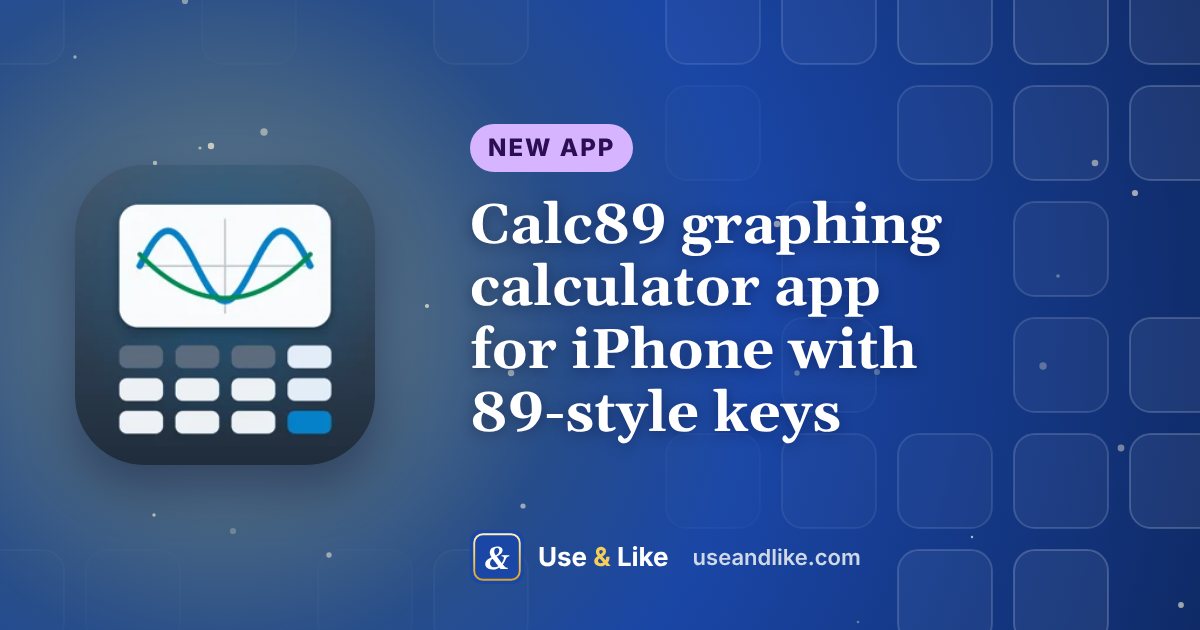 NEW APP
Calc89 graphing
calculator app
for iPhone with
89-style keys
& Use & Like useandlike.com